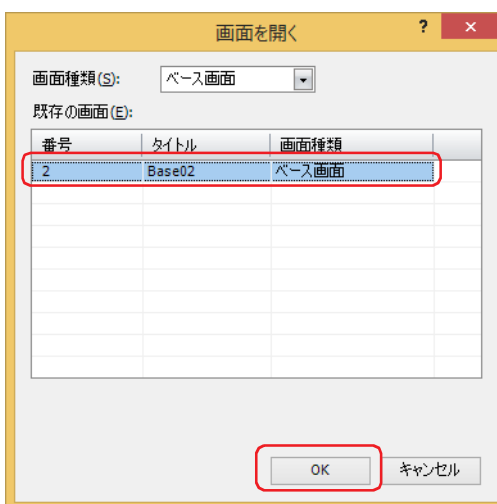 画面を開く ? ×
画面種類(S): ベース画面
既存の画面(E):
番号 タイトル 画面種類
2 Base02 ベース画面
OK キャンセル